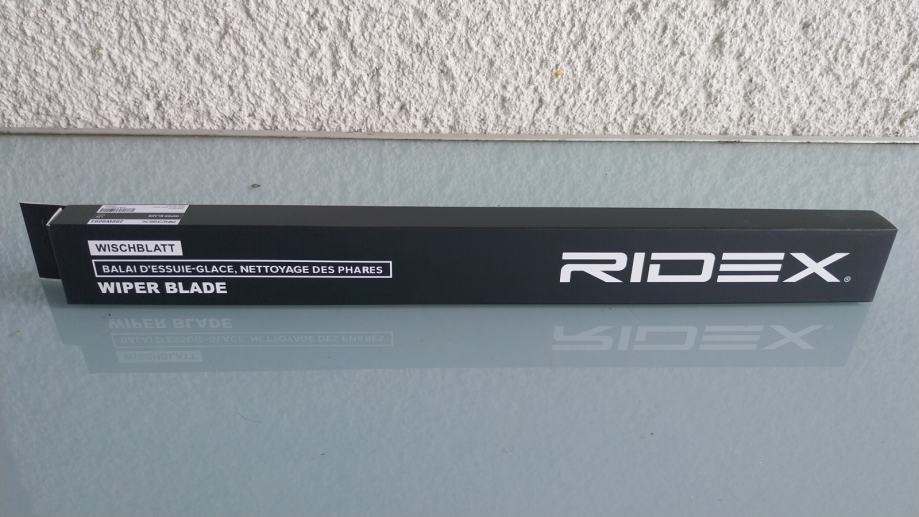 WISCHBLATT
BALAI D'ESSUIE-GLACE, NETTOYAGE DES PHARES
WIPER BLADE
RIDEX®